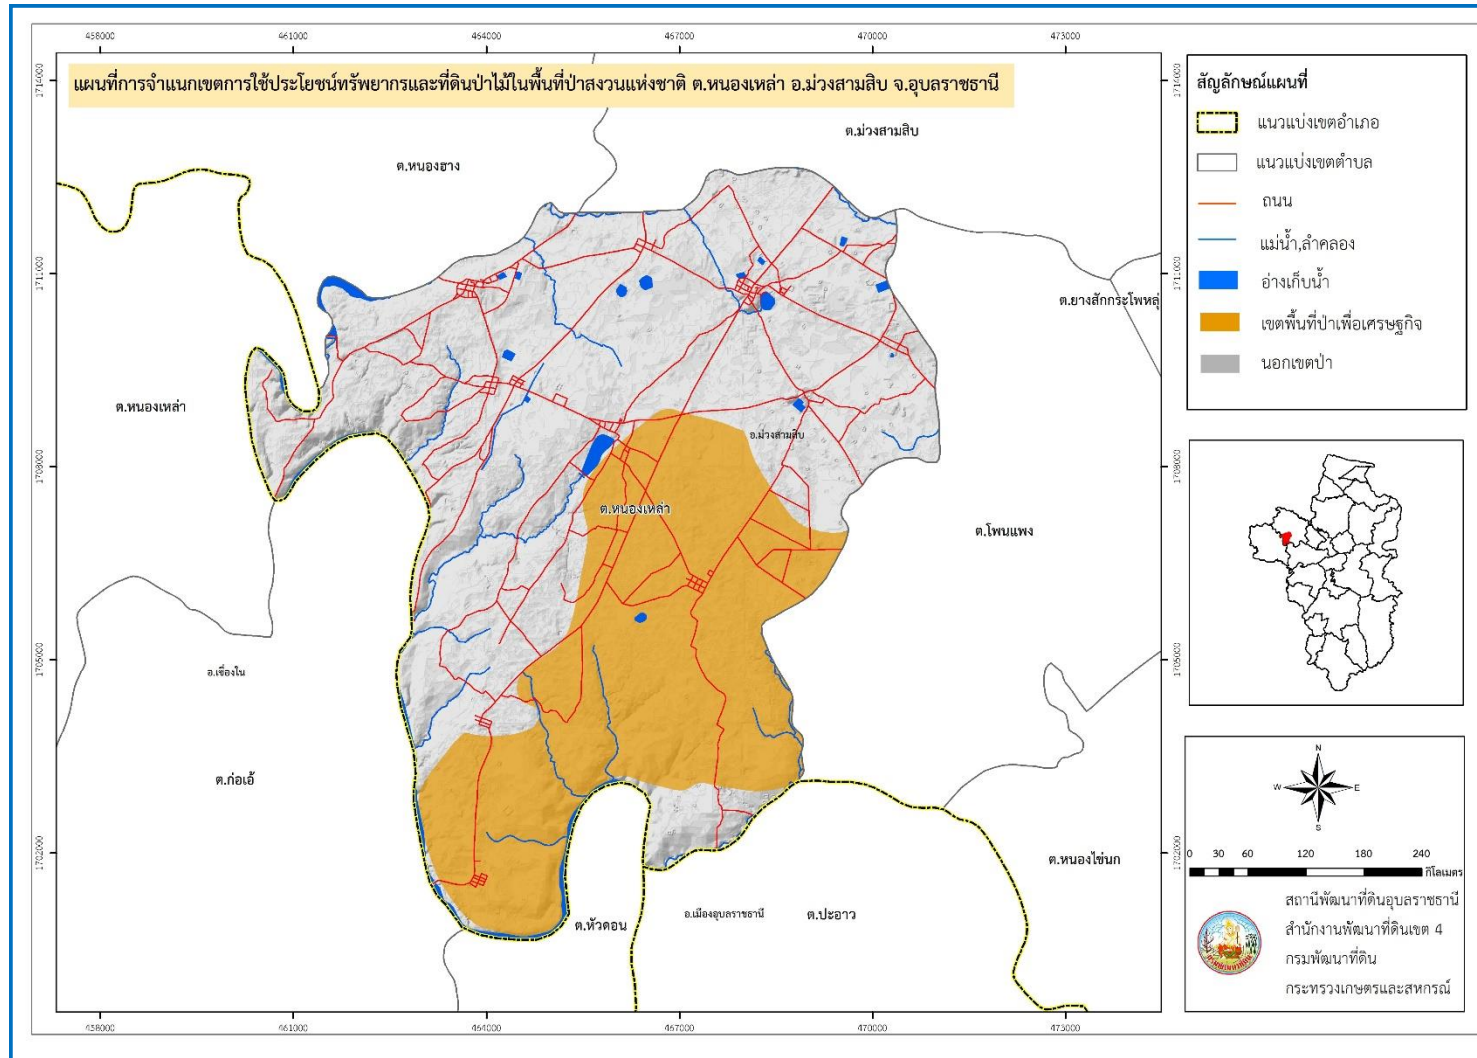 458000 461000 464000 467000 470000 473000
1714000 1714000
แผนที่การจำแนกเขตการใช้ประโยชน์ทรัพยากรและที่ดินป่าไม้ในพื้นที่ป่าสงวนแห่งชาติ ต.หนองเหล่า อ.ม่วงสามสิบ จ.อุบลราชธานี
ต.ม่วงสามสิบ
ต.หนองฮาง
1711000 1711000
ต.ยางสักกระโพหลุ่
ต.หนองเหล่า
อ.ม่วงสามสิบ
1708000 1708000
ต.หนองเหล่า
ต.โพนแพง
1705000 1705000
อ.เขื่องใน
ต.ก่อเอ้
1702000 1702000
ต.หนองไข่นก
อ.เมืองอุบลราชธานี
ต.ปะอาว
ต.หัวดอน
458000 461000 464000 467000 470000 473000
สัญลักษณ์แผนที่
แนวแบ่งเขตอำเภอ
แนวแบ่งเขตตำบล
ถนน
แม่น้ำ,ลำคลอง
อ่างเก็บน้ำ
เขตพื้นที่ป่าเพื่อเศรษฐกิจ
นอกเขตป่า
N
W E
S
0 30 60 120 180 240
กิโลเมตร
สถานีพัฒนาที่ดินอุบลราชธานี
สำนักงานพัฒนาที่ดินเขต 4
กรมพัฒนาที่ดิน
กระทรวงเกษตรและสหกรณ์